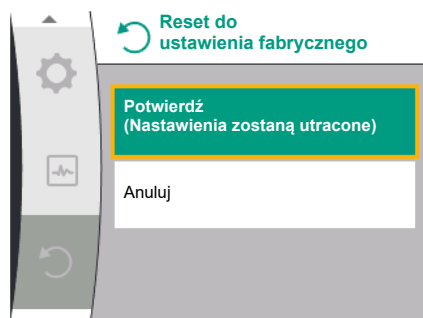 Reset do
ustawienia fabrycznego
Potwierdź
(Nastawienia zostaną utracone)
Anuluj